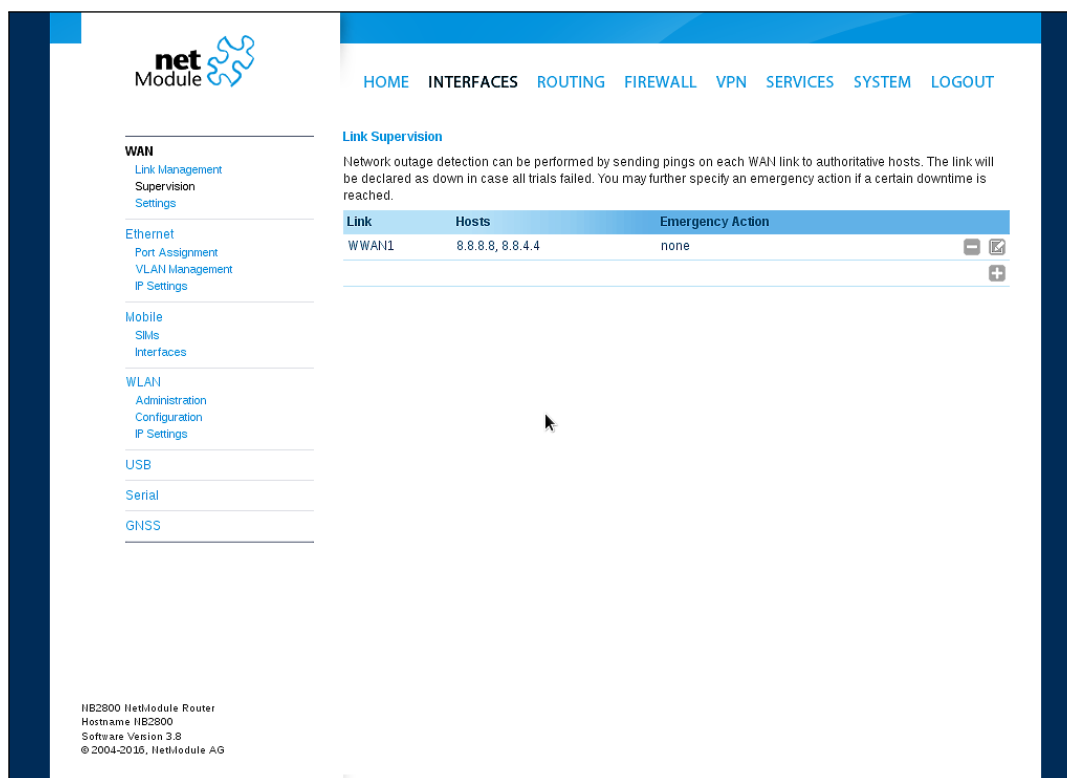 net
Module
HOME INTERFACES ROUTING FIREWALL VPN SERVICES SYSTEM LOGOUT
WAN
Link Management
Supervision
Settings
Ethernet
Port Assignment
VLAN Management
IP Settings
Mobile
SIMs
Interfaces
WLAN
Administration
Configuration
IP Settings
USB
Serial
GNSS
Link Supervision
Network outage detection can be performed by sending pings on each WAN link to authoritative hosts. The link will
be declared as down in case all trials failed. You may further specify an emergency action if a certain downtime is
reached.
Link Hosts Emergency Action
WWAN1 8.8.8.8, 8.8.4.4 none
NB2800 NetModule Router
Hostname NB2800
Software Version 3.8
© 2004-2016, NetModule AG